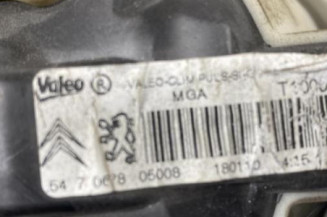 Valeo ® VALEO-CLIM PULS-S
MGA
54 7 0678 05008 180110 4:15